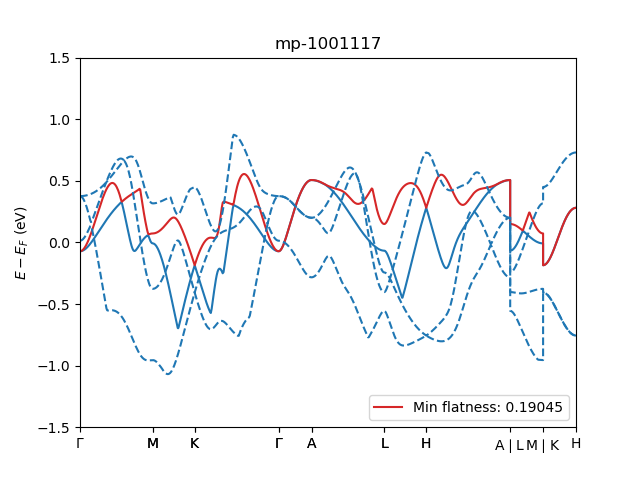 mp-1001117
E − E_F (eV)
1.5
1.0
0.5
0.0
−0.5
−1.0
−1.5
Min flatness: 0.19045
Γ M K Γ A L H A | L M | K H